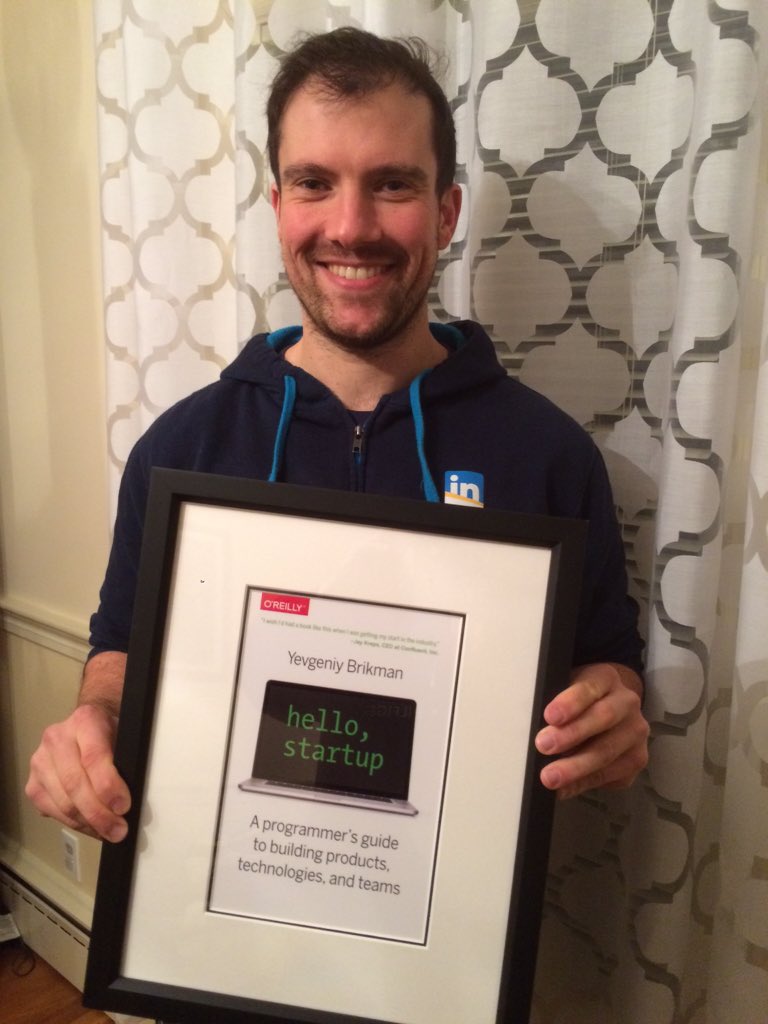 in
O'REILLY
"I wish I'd had a book like this when I was getting my start in the industry."
–Jay Kreps, CEO at Confluent, Inc.
Yevgeniy Brikman
hello,
startup
A programmer's guide
to building products,
technologies, and teams